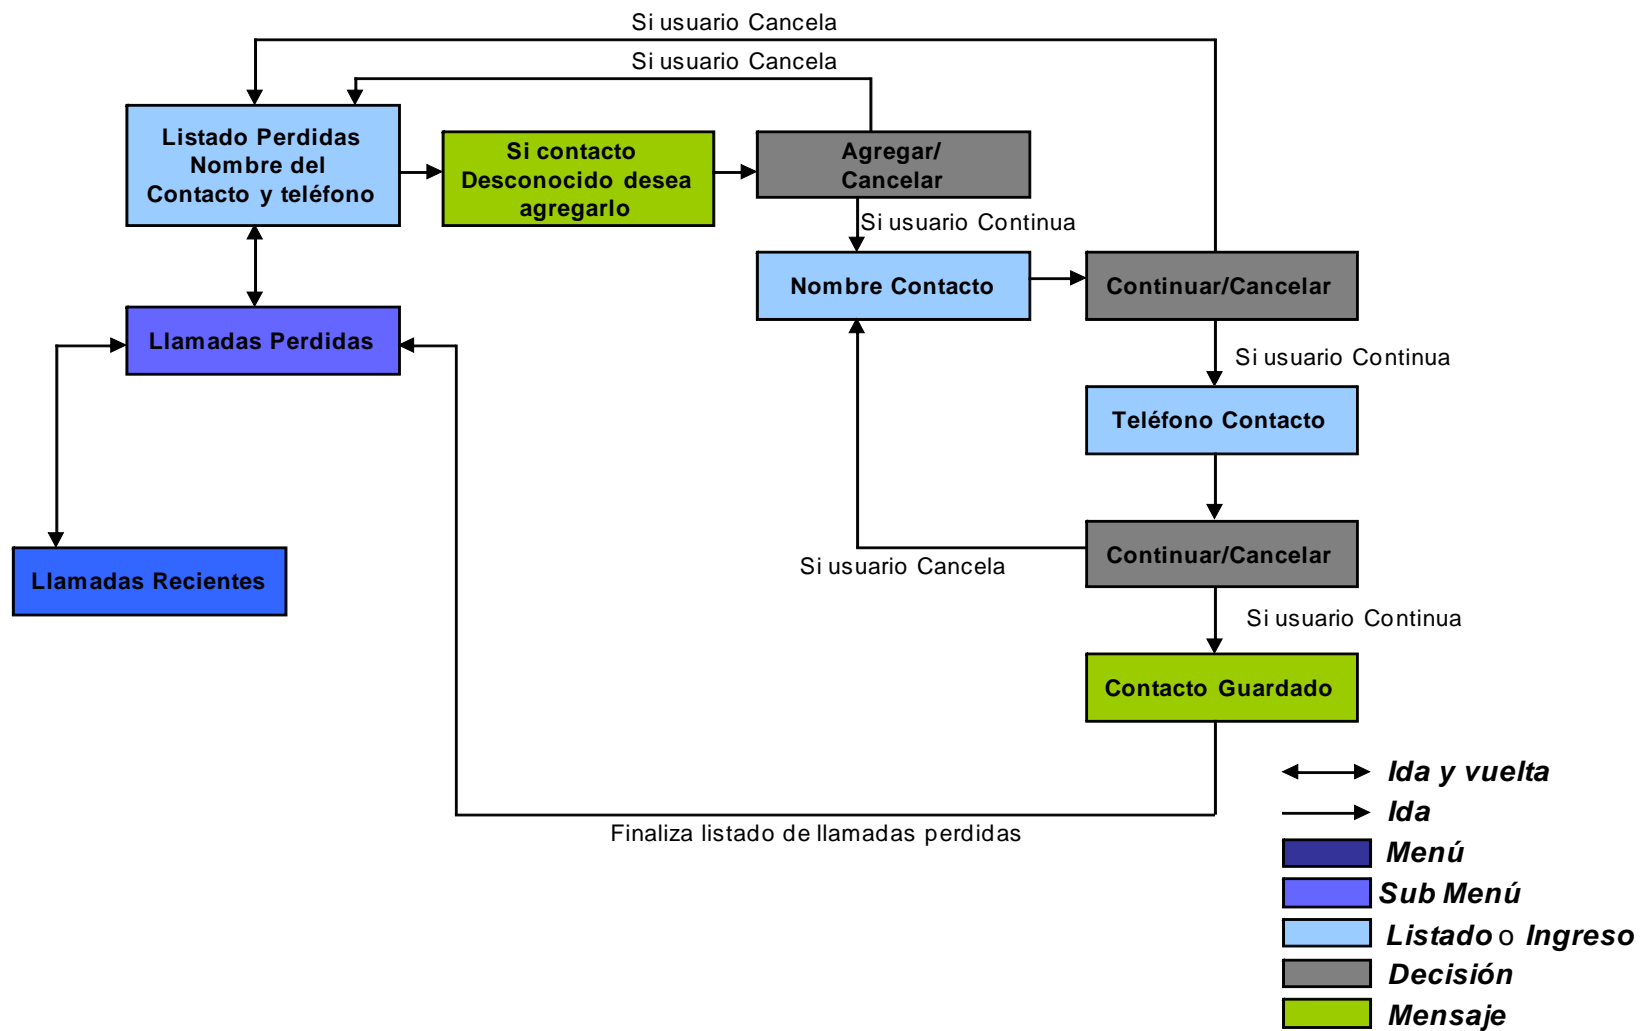 Si usuario Cancela
Si usuario Cancela
Listado Perdidas
Nombre del
Contacto y teléfono
Si contacto
Desconocido desea
agregarlo
Agregar/
Cancelar
Si usuario Continua
Nombre Contacto
Continuar/Cancelar
Llamadas Perdidas
Si usuario Continua
Teléfono Contacto
Continuar/Cancelar
Si usuario Cancela
Llamadas Recientes
Si usuario Continua
Contacto Guardado
Finaliza listado de llamadas perdidas
Ida y vuelta
Ida
Menú
Sub Menú
Listado o Ingreso
Decisión
Mensaje